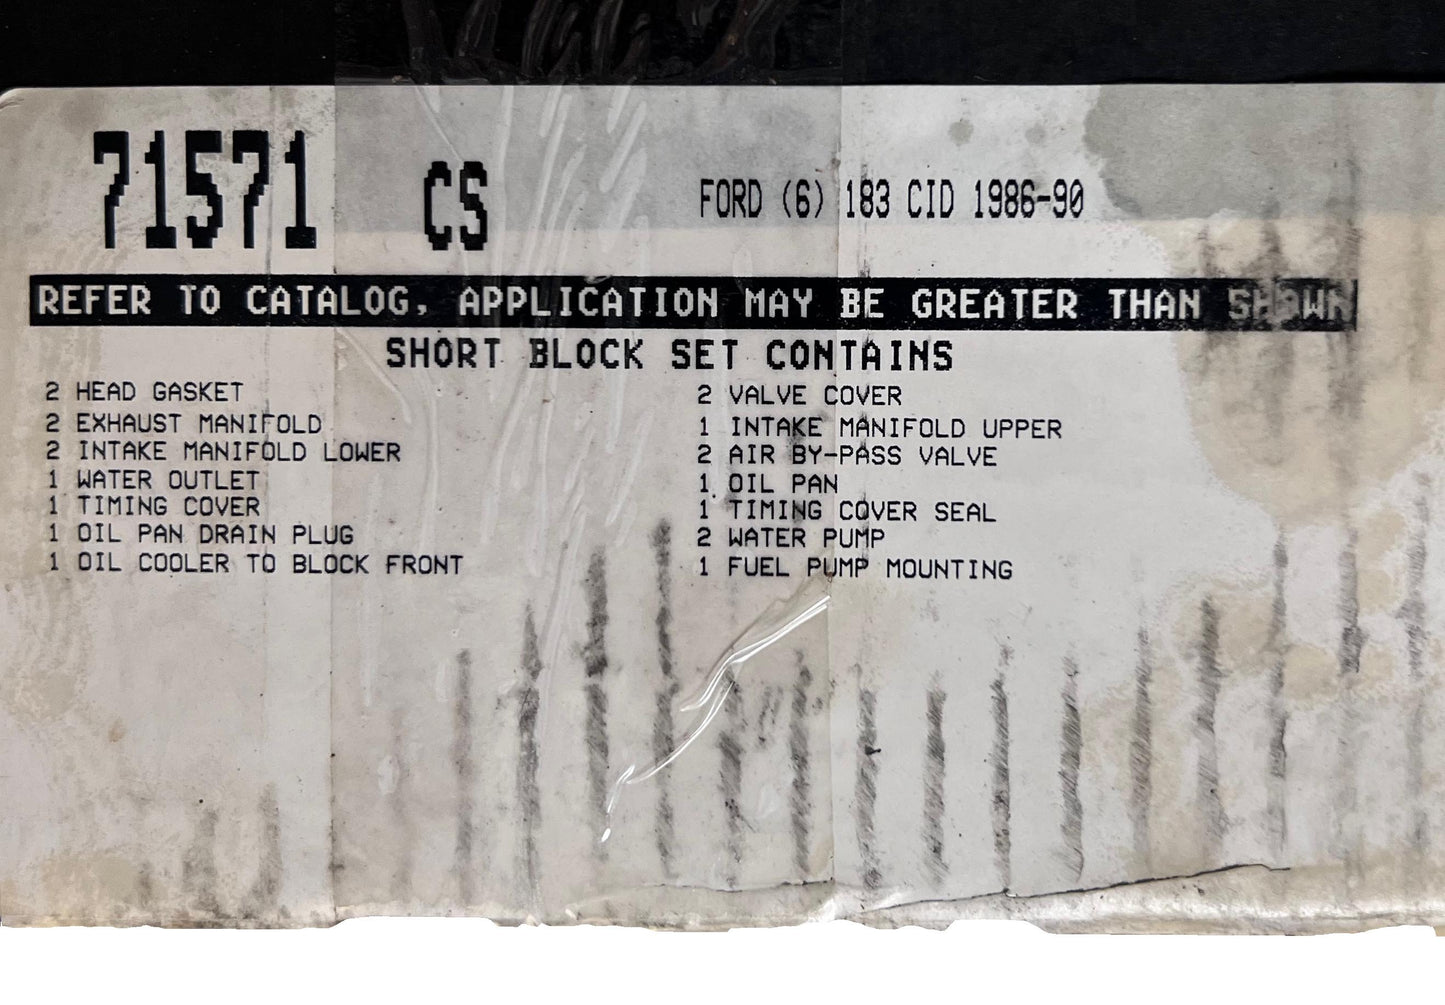 71571 CS FORD (6) 183 CID 1986-90
REFER TO CATALOG, APPLICATION MAY BE GREATER THAN SHOWN
SHORT BLOCK SET CONTAINS
2 HEAD GASKET
2 EXHAUST MANIFOLD
2 INTAKE MANIFOLD LOWER
1 WATER OUTLET
1 TIMING COVER
1 OIL PAN DRAIN PLUG
1 OIL COOLER TO BLOCK FRONT
2 VALVE COVER
1 INTAKE MANIFOLD UPPER
2 AIR BY-PASS VALVE
1 OIL PAN
1 TIMING COVER SEAL
2 WATER PUMP
1 FUEL PUMP MOUNTING